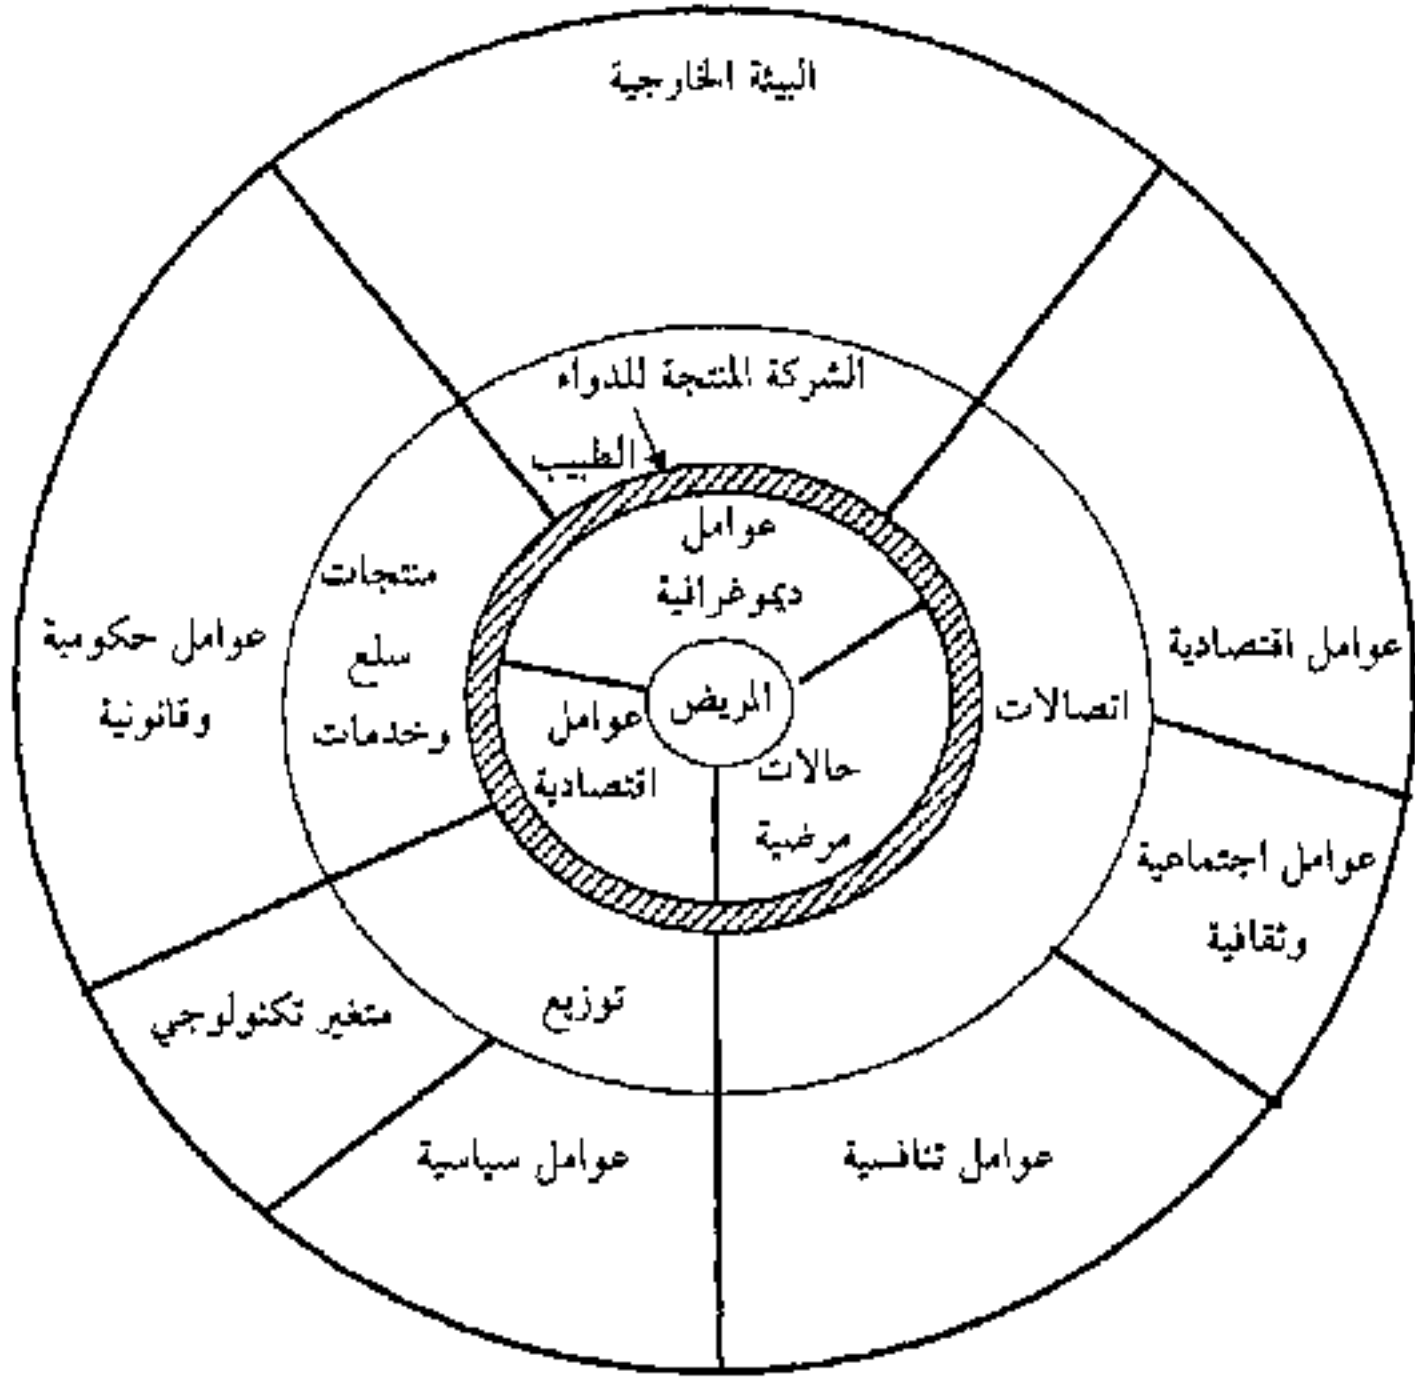 البيئة الخارجية
الشركة المنتجة للدواء
الطبيب
عوامل
ديموغرافية
منتجات
سلع
وخدمات
عوامل حكومية
وقانونية
عوامل اقتصادية
اتصالات
المريض
عوامل
اقتصادية
حالات
مرضية
عوامل اجتماعية
وثقافية
متغير تكنولوجي
توزيع
عوامل سياسية
عوامل تنافسية